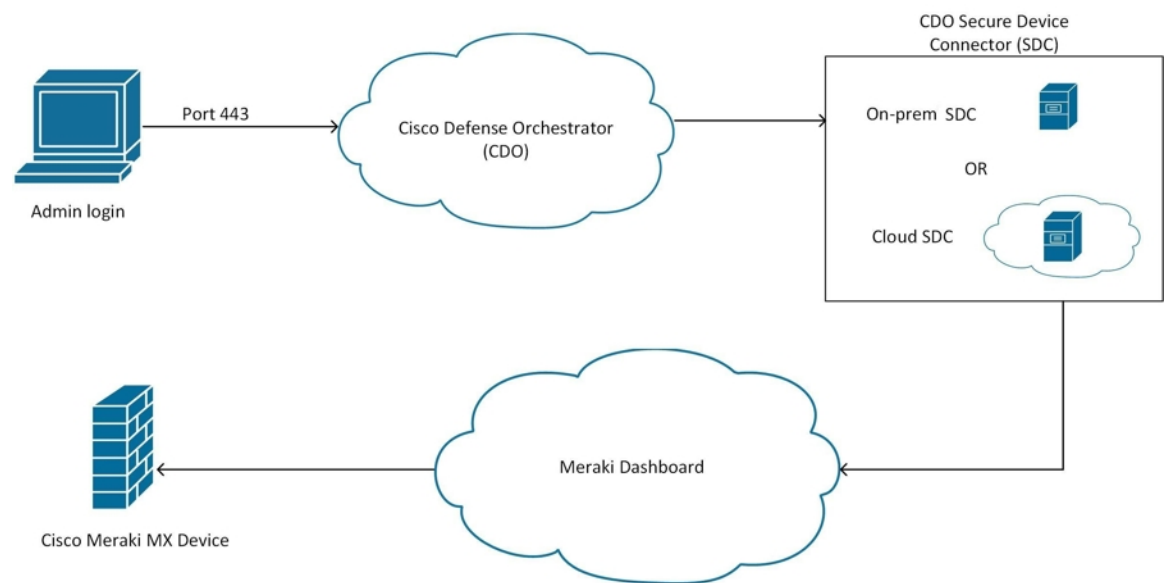 CDO Secure Device
Connector (SDC)
Port 443
On-prem SDC
Cisco Defense Orchestrator
(CDO)
OR
Admin login
Cloud SDC
Meraki Dashboard
Cisco Meraki MX Device